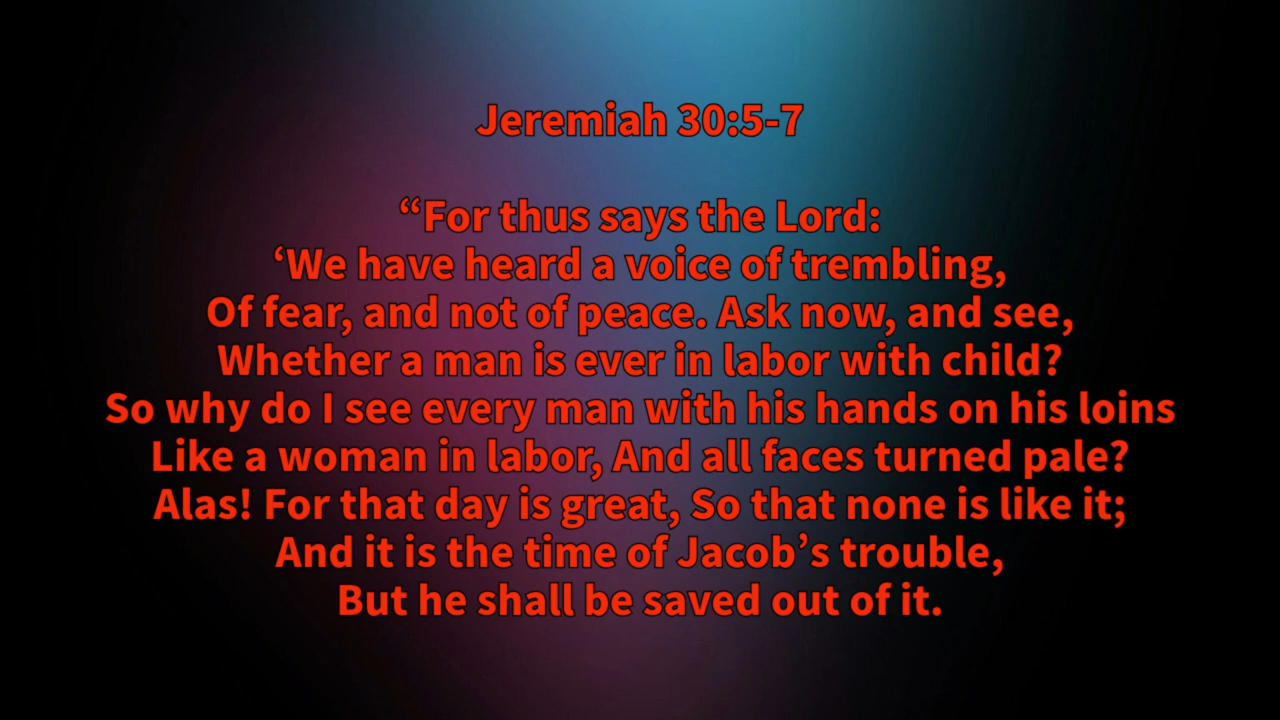 Jeremiah 30:5-7
“For thus says the Lord:
‘We have heard a voice of trembling,
Of fear, and not of peace. Ask now, and see,
Whether a man is ever in labor with child?
So why do I see every man with his hands on his loins
Like a woman in labor, And all faces turned pale?
Alas! For that day is great, So that none is like it;
And it is the time of Jacob’s trouble,
But he shall be saved out of it.